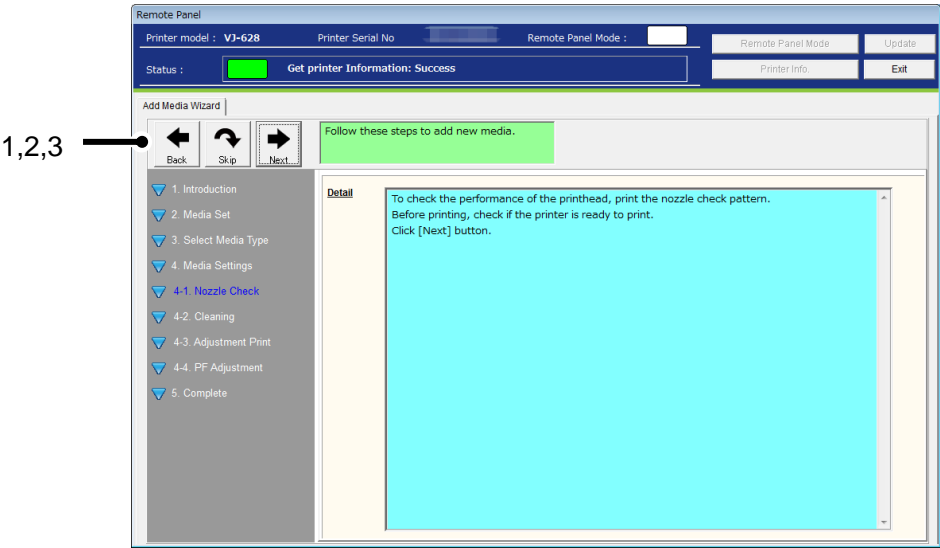 Remote Panel
Printer model : VJ-628 Printer Serial No Remote Panel Mode : Remote Panel Mode Update
Status : Get printer Information: Success Printer Info. Exit
Add Media Wizard
1,2,3
Back Skip Next
Follow these steps to add new media.
1. Introduction
2. Media Set
3. Select Media Type
4. Media Settings
4-1. Nozzle Check
4-2. Cleaning
4-3. Adjustment Print
4-4. PF Adjustment
5. Complete
Detail
To check the performance of the printhead, print the nozzle check pattern.
Before printing, check if the printer is ready to print.
Click [Next] button.